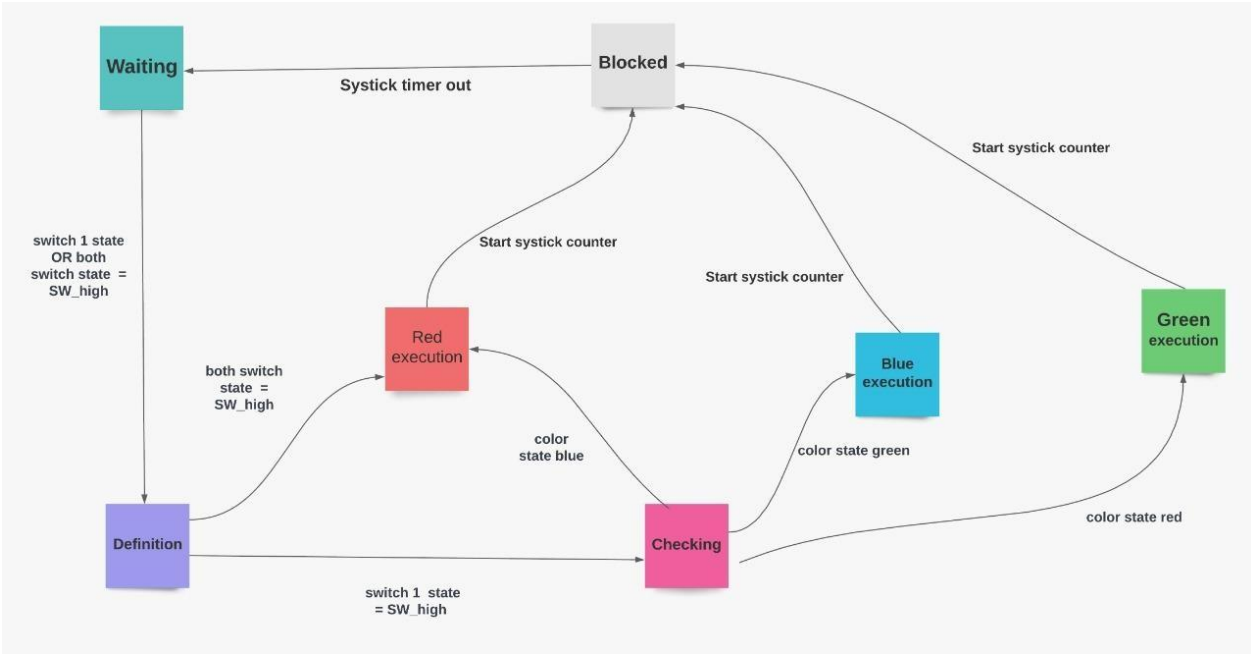 Waiting
Blocked
Systick timer out
Start systick counter
switch 1 state
OR both
switch state  =
SW_high
Start systick counter
Start systick counter
Red
execution
Blue
execution
Green
execution
both switch
state  =
SW_high
color
state blue
color state green
color state red
Definition
Checking
switch 1  state
= SW_high